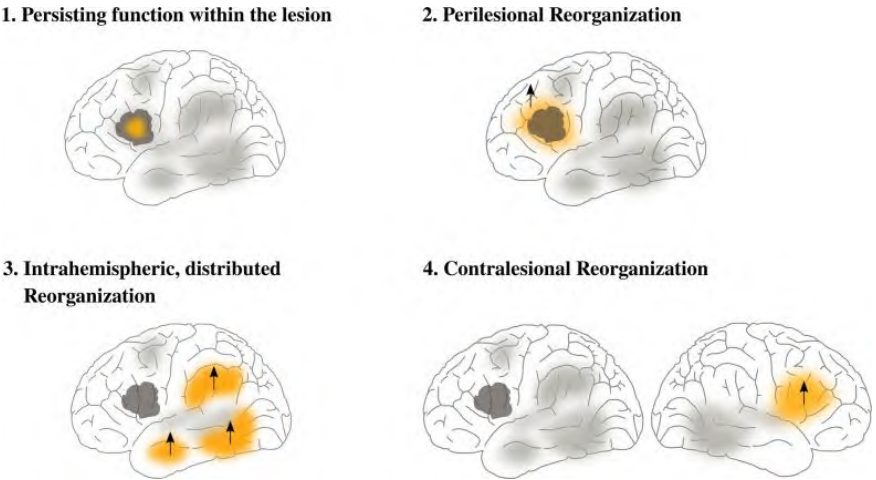 1. Persisting function within the lesion
2. Perilesional Reorganization
3. Intrahemispheric, distributed
Reorganization
4. Contralesional Reorganization